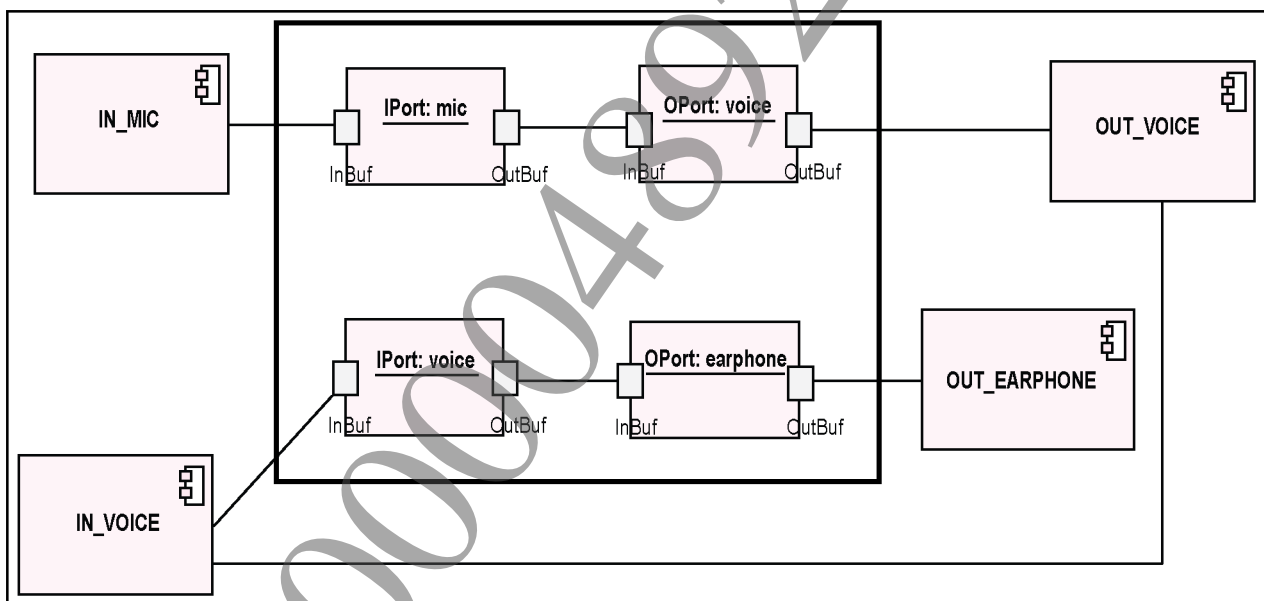 IPort: mic
OPort: voice
IN_MIC
OUT_VOICE
InBuf
OutBuf
InBuf
OutBuf
IPort: voice
OPort: earphone
OUT_EARPHONE
InBuf
OutBuf
InBuf
OutBuf
IN_VOICE